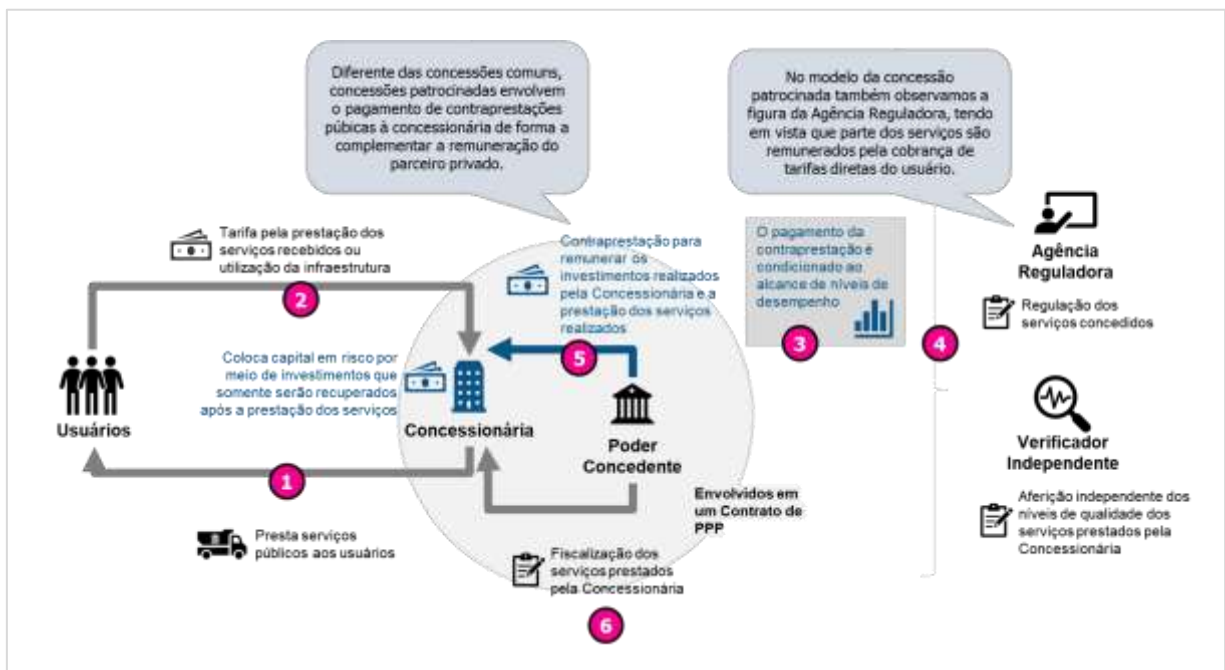 Diferente das concessões comuns,
concessões patrocinadas envolvem
o pagamento de contraprestações
púbicas à concessionária de forma a
complementar a remuneração do
parceiro privado.
No modelo da concessão
patrocinada também observamos a
figura da Agência Reguladora, tendo
em vista que parte dos serviços são
remunerados pela cobrança de
tarifas diretas do usuário.
Tarifa pela prestação dos
serviços recebidos ou
utilização da infraestrutura
2
Contraprestação para
remunerar os
investimentos realizados
pela Concessionária e a
prestação dos serviços
realizados
5
O pagamento da
contraprestação é
condicionado ao
alcance de níveis de
desempenho
3
4
Agência
Reguladora
Regulação dos
serviços concedidos
Coloca capital em risco por
meio de investimentos que
somente serão recuperados
após a prestação dos serviços
Usuários
Concessionária
Poder
Concedente
Verificador
Independente
1
Envolvidos em
um Contrato de
PPP
Aferição independente dos
níveis de qualidade dos
serviços prestados pela
Concessionária
Presta serviços
públicos aos usuários
Fiscalização dos
serviços prestados
pela Concessionária
6